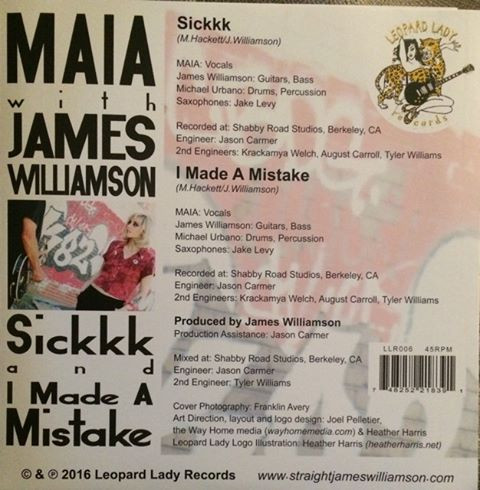 MAIA
with
JAMES
WILLIAMSON
Sickkk
and
I Made A
Mistake
Sickkk
(M.Hackett/J.Williamson)
MAIA: Vocals
James Williamson: Guitars, Bass
Michael Urbano: Drums, Percussion
Saxophones: Jake Levy
Recorded at: Shabby Road Studios, Berkeley, CA
Engineer: Jason Carmer
2nd Engineers: Krackamya Welch, August Carroll, Tyler Williams
I Made A Mistake
(M.Hackett/J.Williamson)
MAIA: Vocals
James Williamson: Guitars, Bass
Michael Urbano: Drums, Percussion
Saxophones: Jake Levy
Recorded at: Shabby Road Studios, Berkeley, CA
Engineer: Jason Carmer
2nd Engineers: Krackamya Welch, August Carroll, Tyler Williams
Produced by James Williamson
Production Assistance: Jason Carmer
Mixed at: Shabby Road Studios, Berkeley, CA
Engineer: Jason Carmer
2nd Engineer: Tyler Williams
Cover Photography: Franklin Avery
Art Direction, layout and logo design: Joel Pelletier,
the Way Home media (wayhomemedia.com) & Heather Harris
Leopard Lady Logo Illustration: Heather Harris (heatherharris.net)
LEOPARD LADY
records
LLR006 45RPM
7 48252 21839 1
© & ℗ 2016 Leopard Lady Records
www.straightjameswilliamson.com